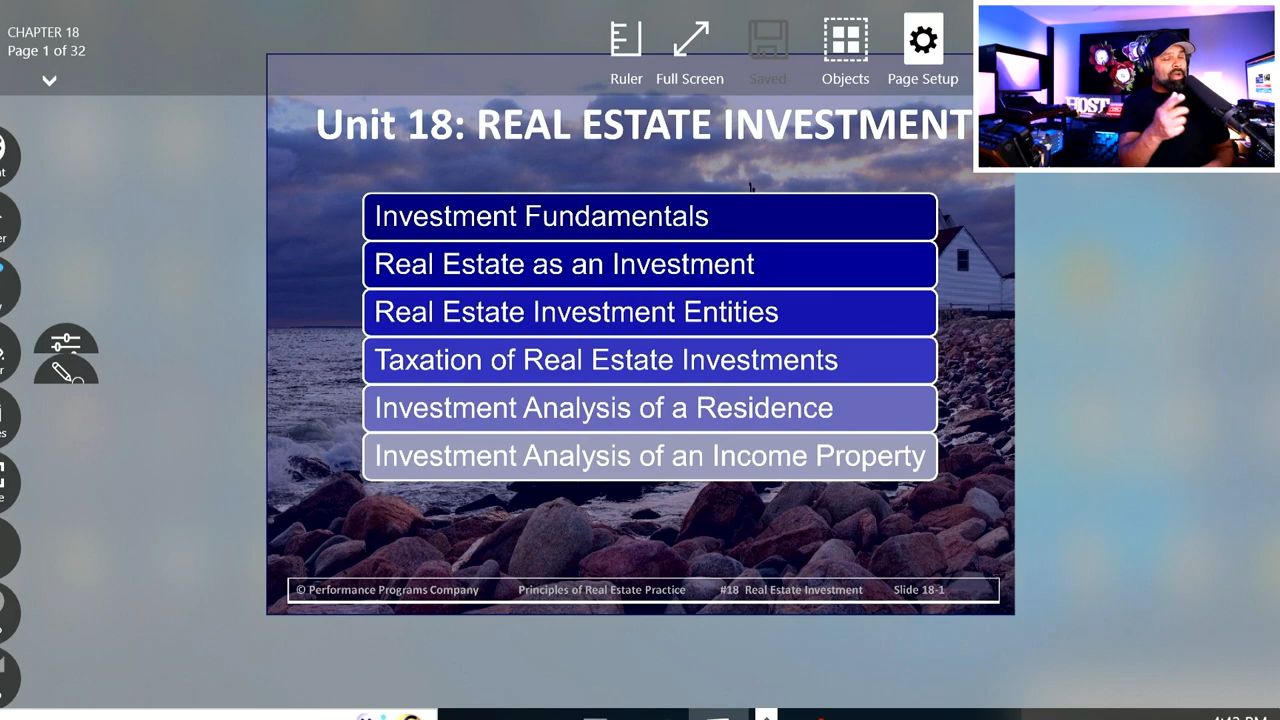 CHAPTER 18
Page 1 of 32
Ruler
Full Screen
Saved
Objects
Page Setup
Unit 18: REAL ESTATE INVESTMENT
HOST
Investment Fundamentals
Real Estate as an Investment
Real Estate Investment Entities
Taxation of Real Estate Investments
Investment Analysis of a Residence
Investment Analysis of an Income Property
© Performance Programs Company Principles of Real Estate Practice #18 Real Estate Investment Slide 18-1